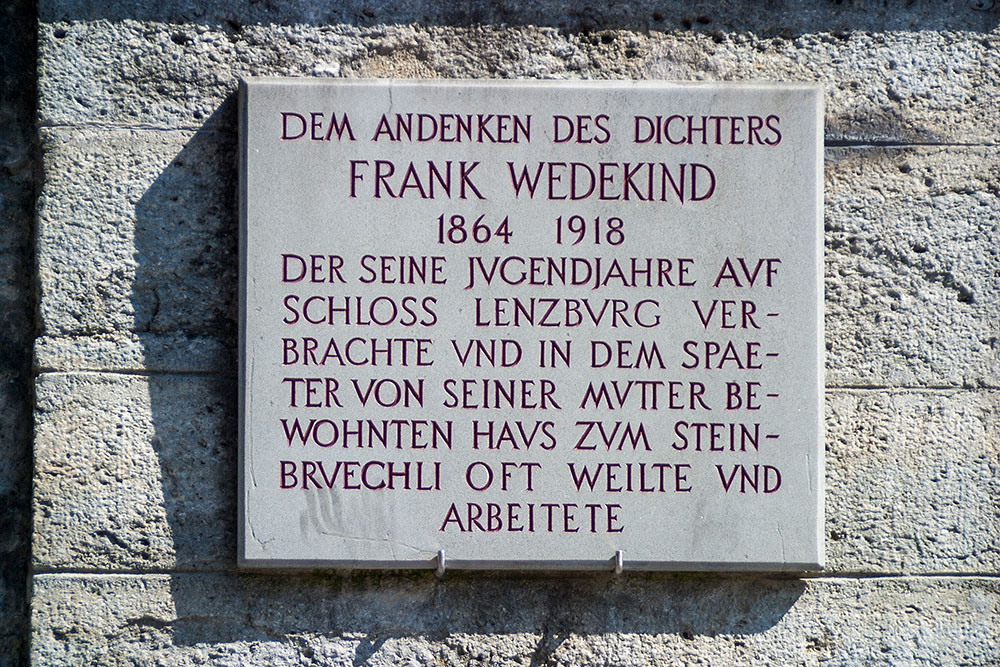 DEM ANDENKEN DES DICHTERS
FRANK WEDEKIND
1864 1918
DER SEINE JVGENDJAHRE AVF
SCHLOSS LENZBVRG VER-
BRACHTE VND IN DEM SPAE-
TER VON SEINER MVTTER BE-
WOHNTEN HAVS ZVM STEIN-
BRVECHLI OFT WEILTE VND
ARBEITETE